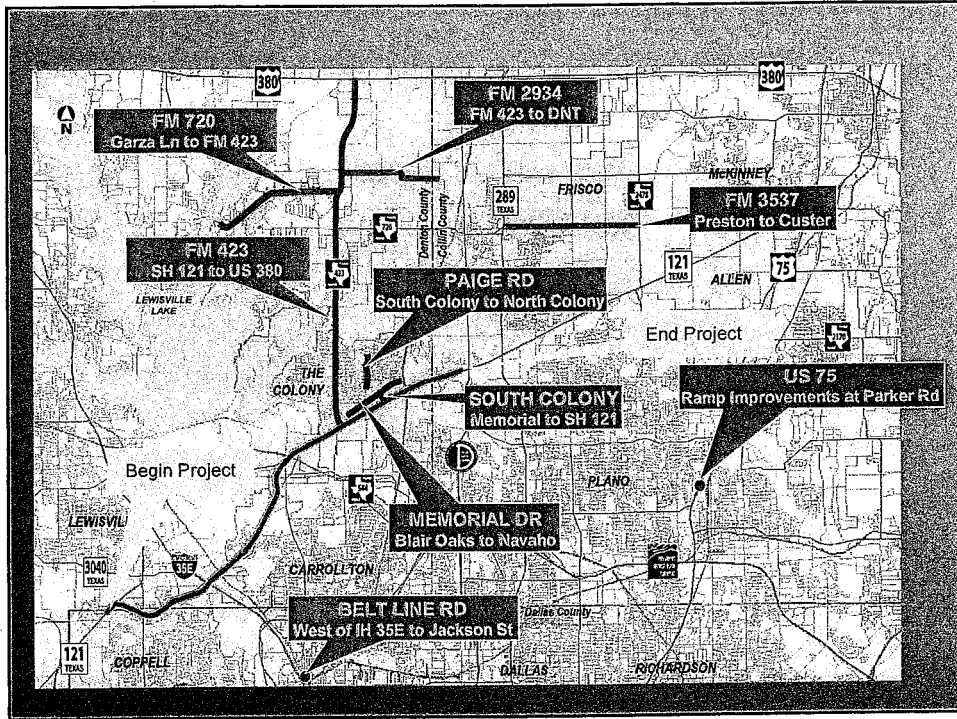 380
380
FM 2934
FM 423 to DNT
N
FM 720
Garza Ln to FM 423
McKINNEY
FRISCO
289
TEXAS
FM 3537
Preston to Custer
Denton County
Collin County
FM 423
SH 121 to US 380
121
TEXAS
75
ALLEN
PAIGE RD
South Colony to North Colony
LEWISVILLE
LAKE
End Project
THE
COLONY
US 75
Ramp Improvements at Parker Rd
SOUTH COLONY
Memorial to SH 121
Begin Project
PLANO
LEWISVIL
MEMORIAL DR
Blair Oaks to Navaho
3040
TEXAS
35E
CARROLLTON
BELT LINE RD
West of IH 35E to Jackson St
Dallas County
121
TEXAS
COPPELL
DALLAS
RICHARDSON